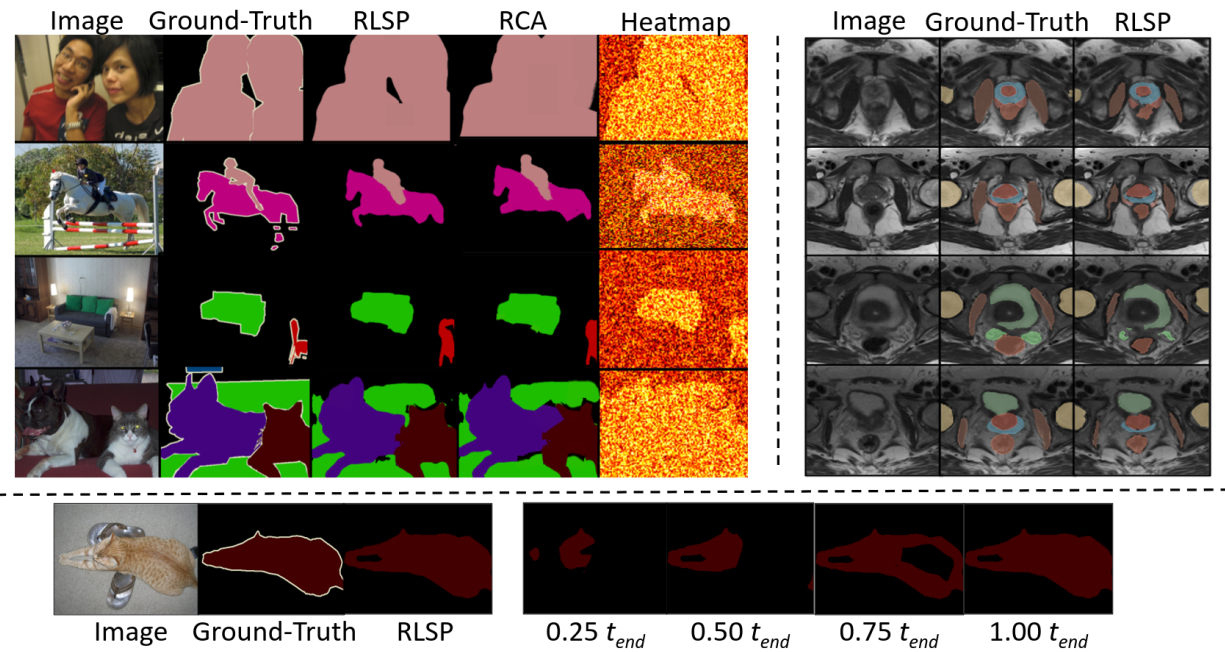 Image Ground-Truth RLSP RCA Heatmap
Image Ground-Truth RLSP
Image Ground-Truth RLSP
0.25 t_end 0.50 t_end 0.75 t_end 1.00 t_end